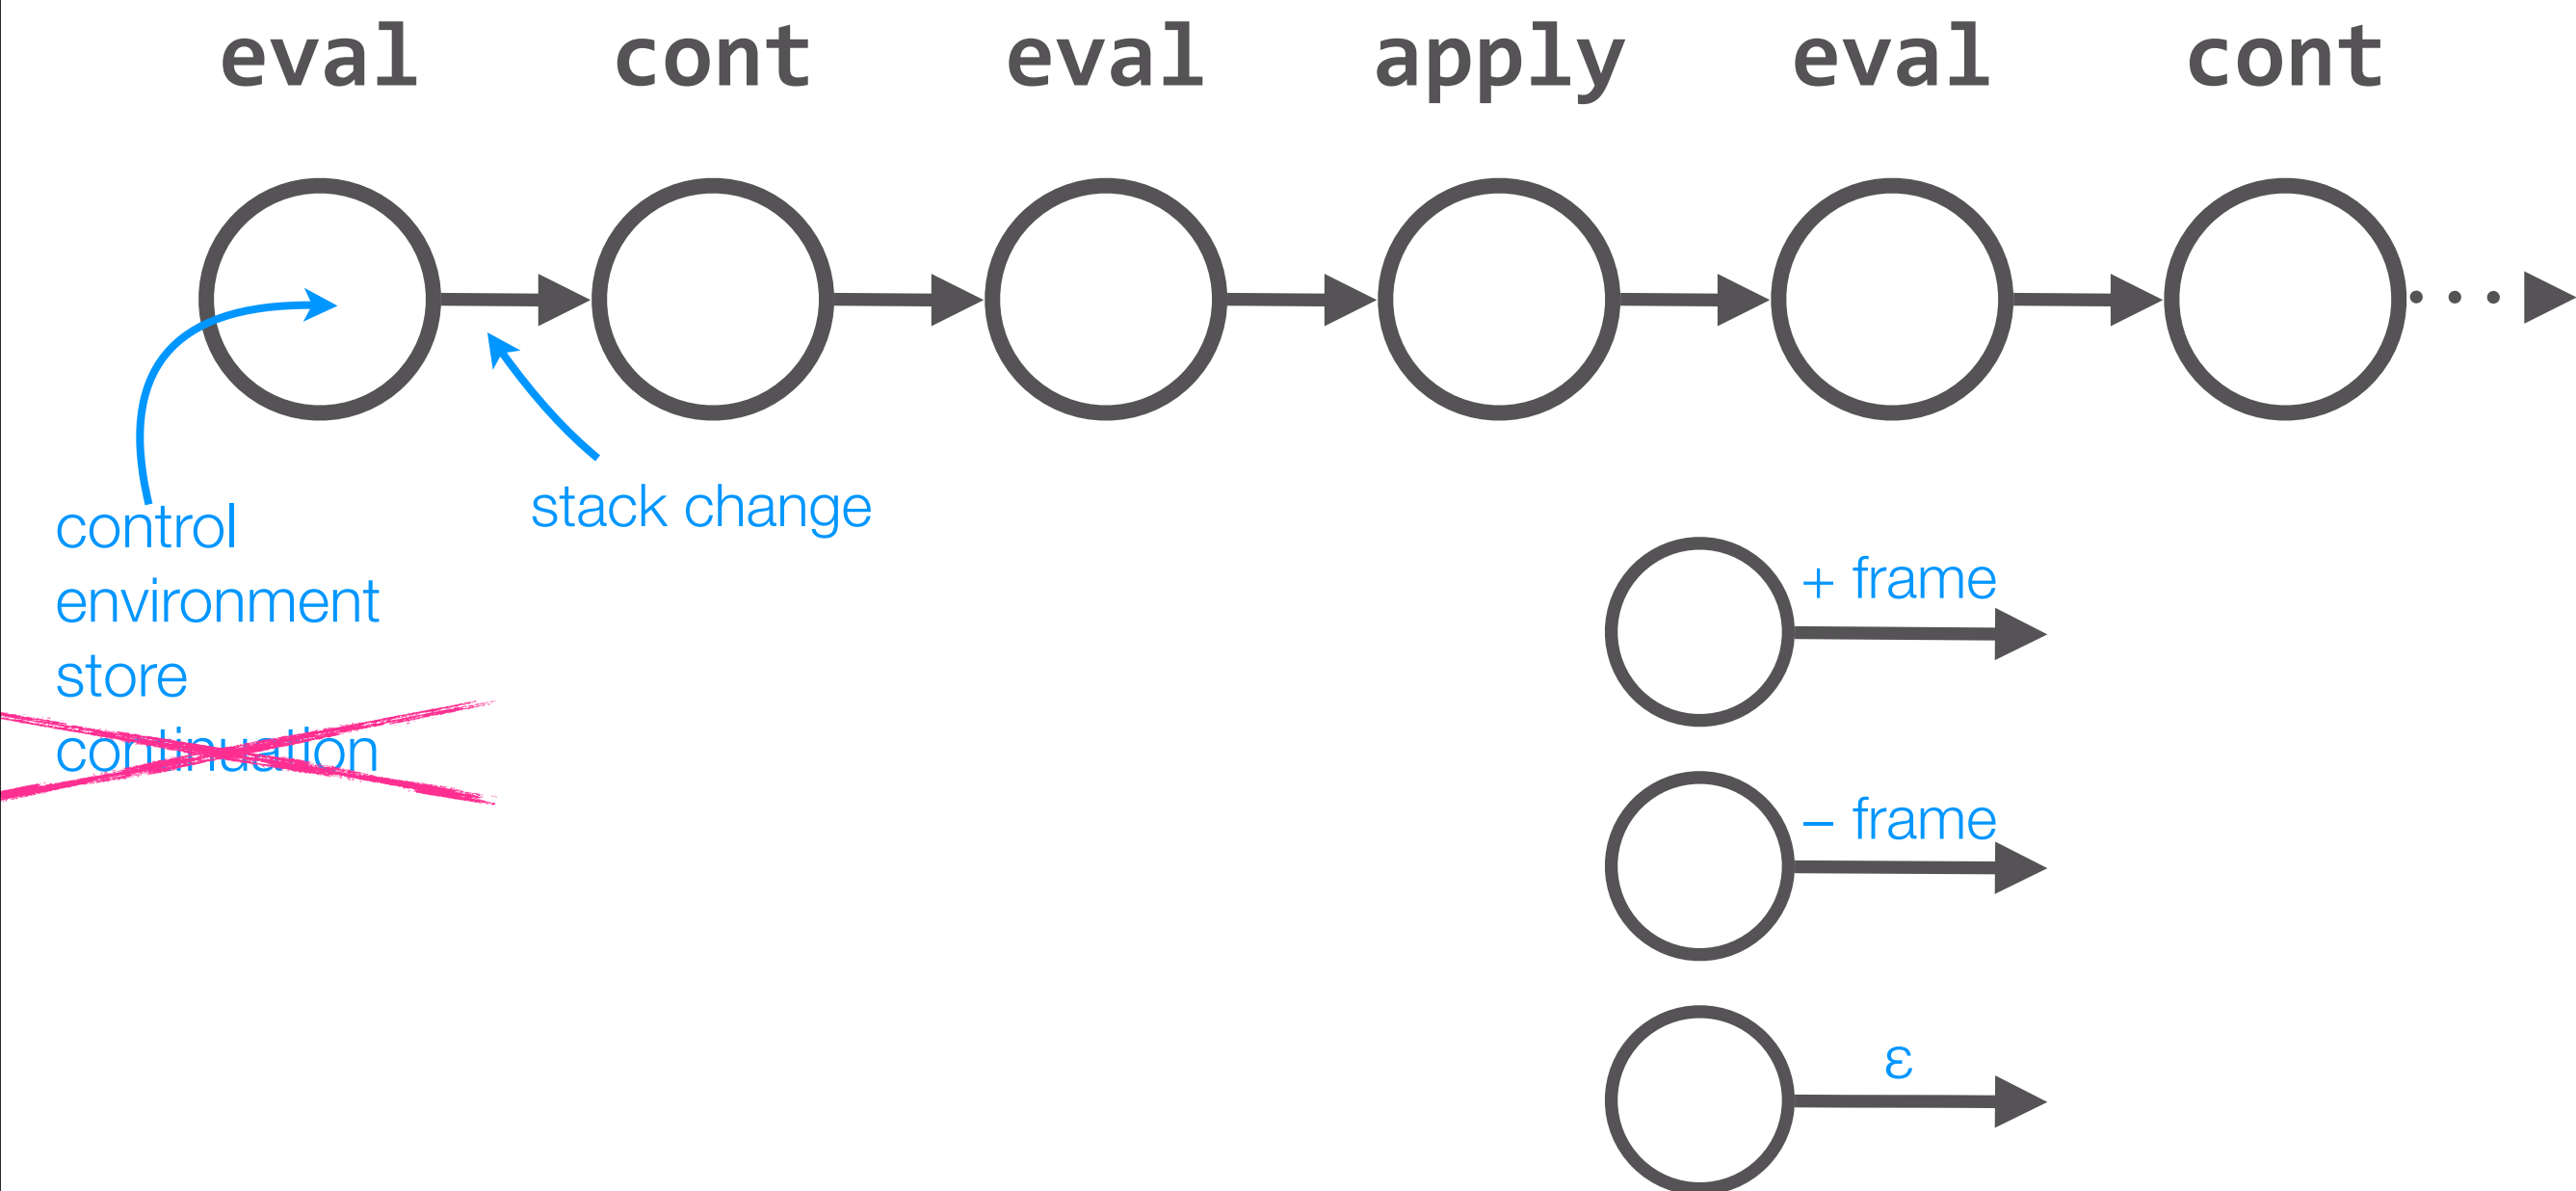 eval cont eval apply eval cont
stack change
control
environment
store
continuation
+ frame
– frame
ε